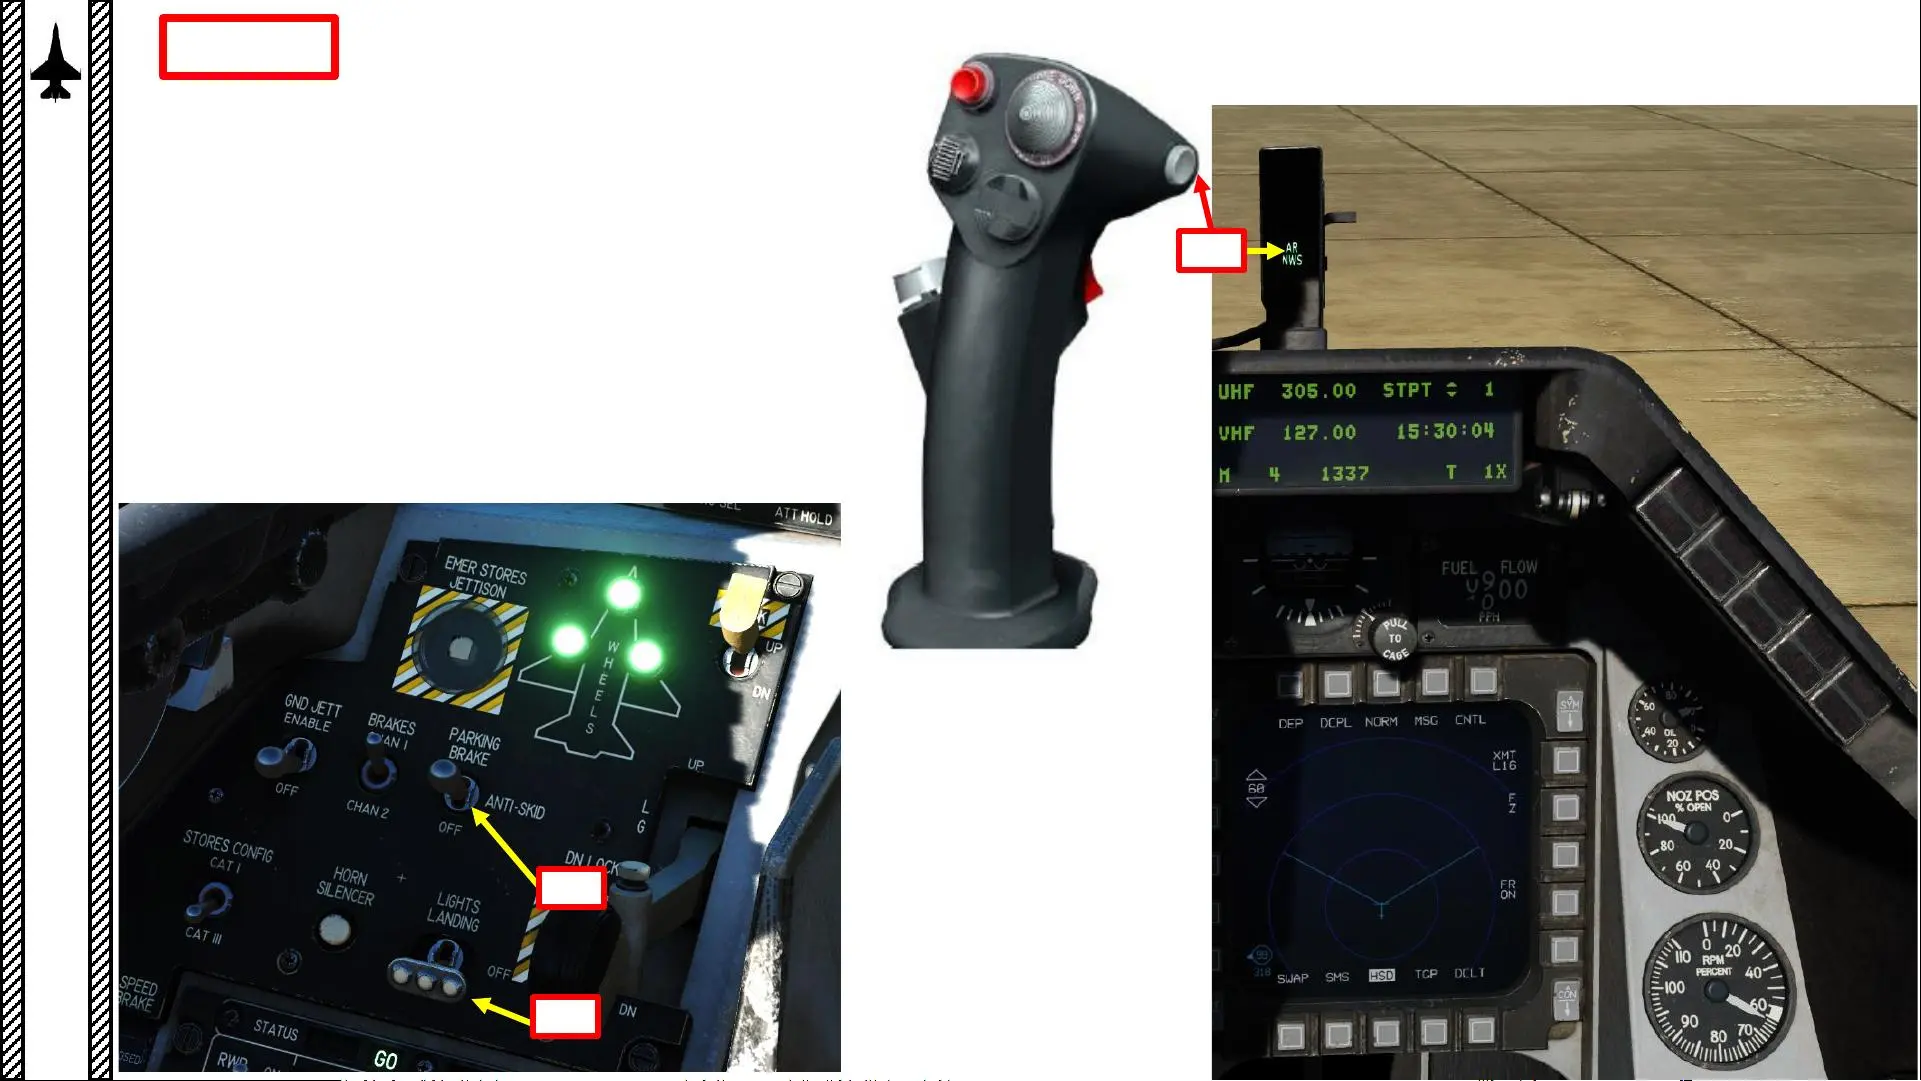 AR
NWS
UHF 305.00 STPT 1
VHF 127.00 15:30:04
M 4 1337 T 1X
FUEL FLOW
PPH
PULL
TO
CAGE
DEP DCPL NORM MSG CNTL
SYM
XMT
L16
60
F
Z
FR
ON
SWAP SMS HSD TGP DCLT
CON
60
40
20
NOZ POS
% OPEN
100 0
80 20
60 40
RPM
PERCENT
0 20
110 40
100 60
90 80 70
ATT HOLD
EMER STORES
JETTISON
WHEELS
UP
DN
GND JETT
ENABLE
OFF
BRAKES
CHAN 1
CHAN 2
PARKING
BRAKE
ANTI-SKID
OFF
UP
L
G
DN LOCK
STORES CONFIG
CAT I
CAT III
HORN
SILENCER
LIGHTS
LANDING
OFF
DN
SPEED
BRAKE
STATUS
GO